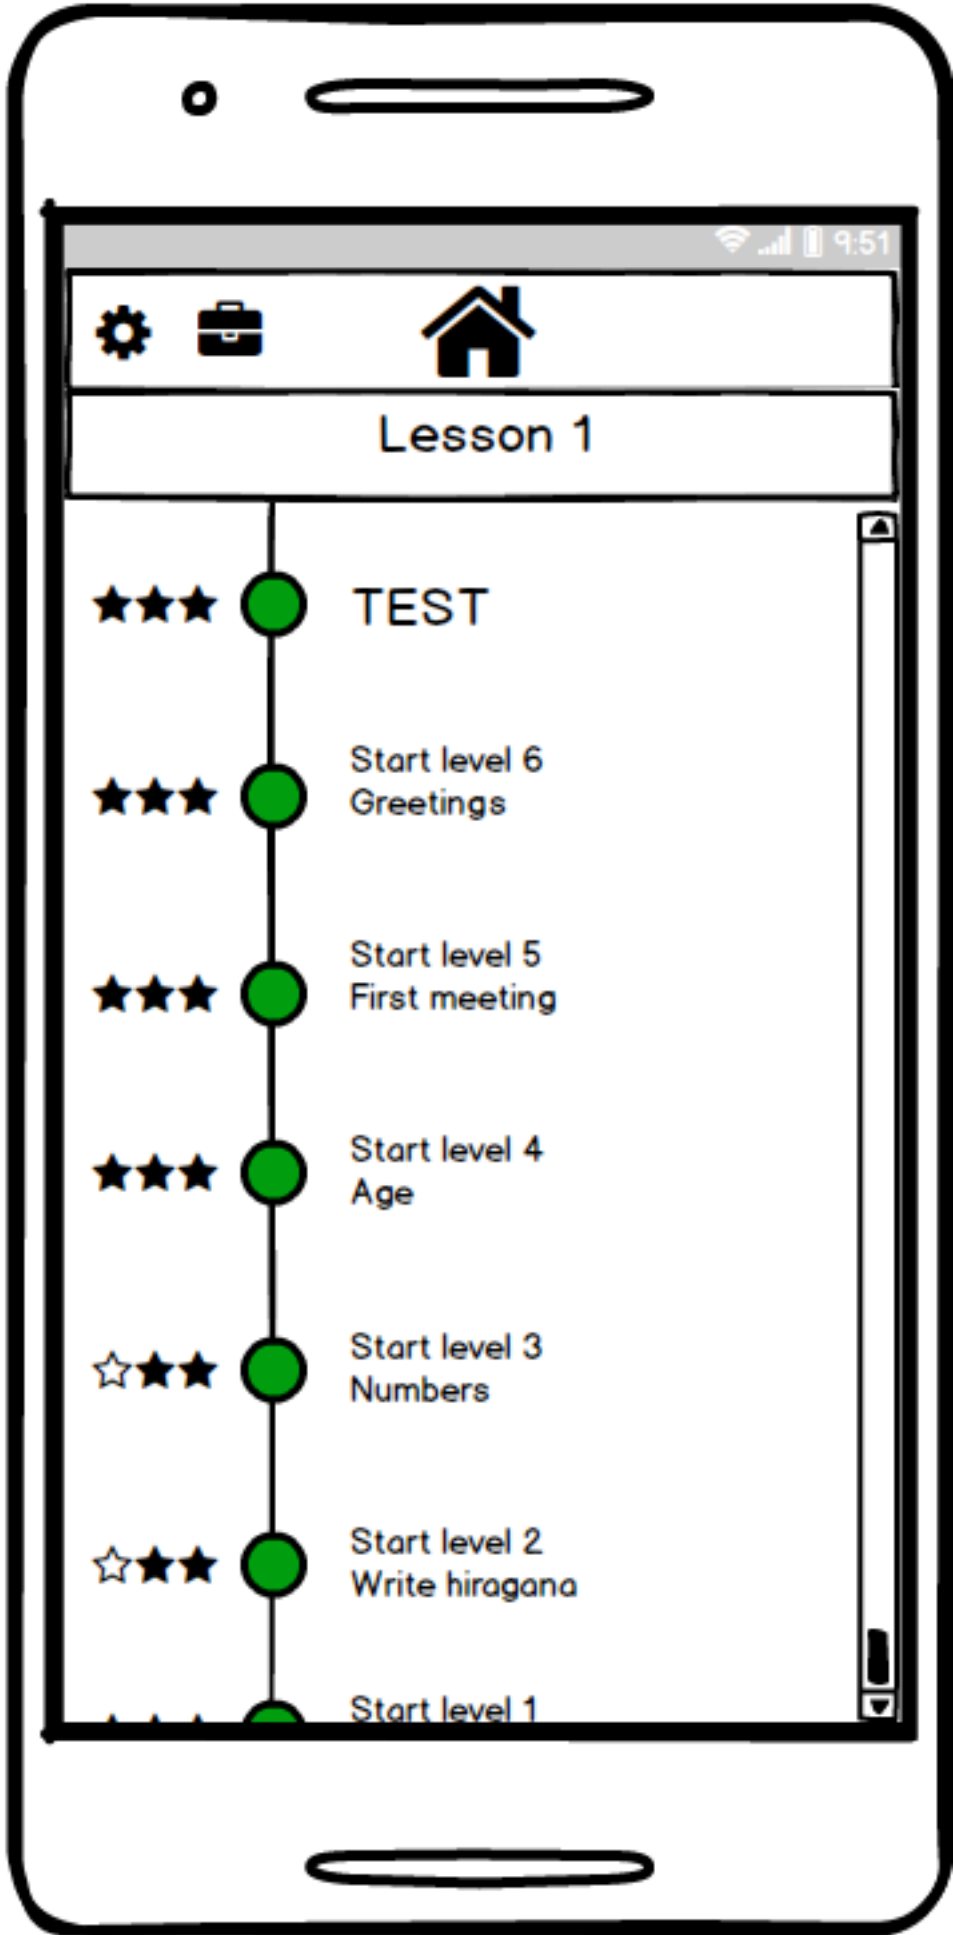 9:51
Lesson 1
TEST
Start level 6
Greetings
Start level 5
First meeting
Start level 4
Age
Start level 3
Numbers
Start level 2
Write hiragana
Start level 1